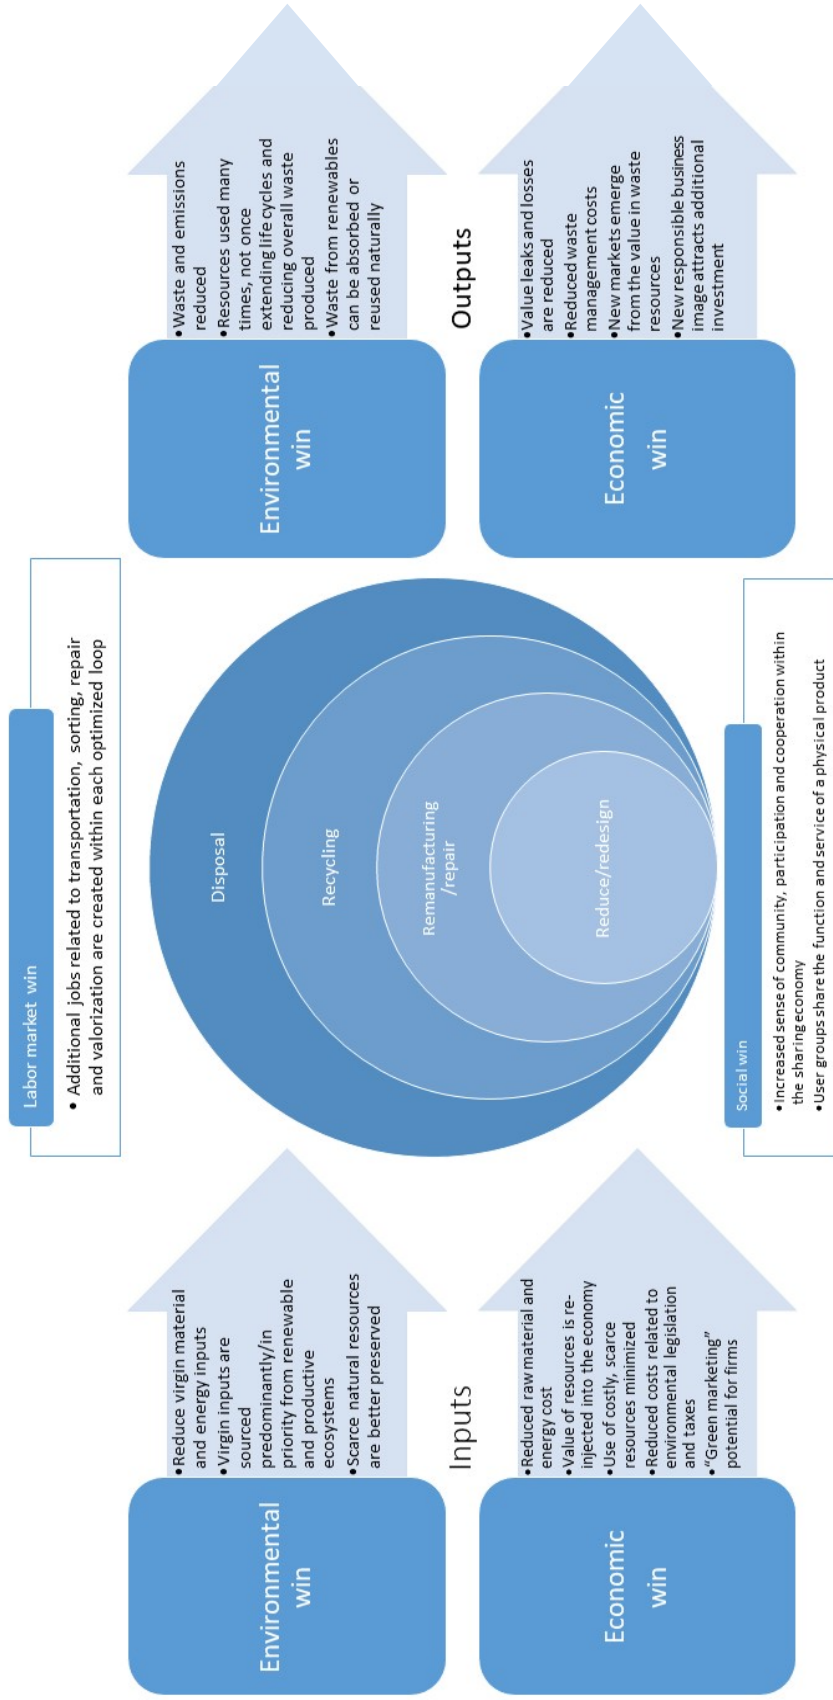 Labor market win
• Additional jobs related to transportation, sorting, repair
and valorization are created within each optimized loop
Environmental
win
•Reduce virgin material
and energy inputs
•Virgin inputs are
sourced
predominantly/in
priority from renewable
and productive
ecosystems
•Scarce natural resources
are better preserved
Inputs
Economic
win
•Reduced raw material and
energy cost
•Value of resources is re-
injected into the economy
•Use of costly, scarce
resources minimized
•Reduced costs related to
environmental legislation
and taxes
•“Green marketing”
potential for firms
Disposal
Recycling
Remanufacturing
/repair
Reduce/redesign
Environmental
win
•Waste and emissions
reduced
•Resources used many
times, not once
extending life cycles and
reducing overall waste
produced
•Waste from renewables
can be absorbed or
reused naturally
Outputs
Economic
win
•Value leaks and losses
are reduced
•Reduced waste
management costs
•New markets emerge
from the value in waste
resources
•New responsible business
image attracts additional
investment
Social win
•Increased sense of community, participation and cooperation within
the sharing economy
•User groups share the function and service of a physical product